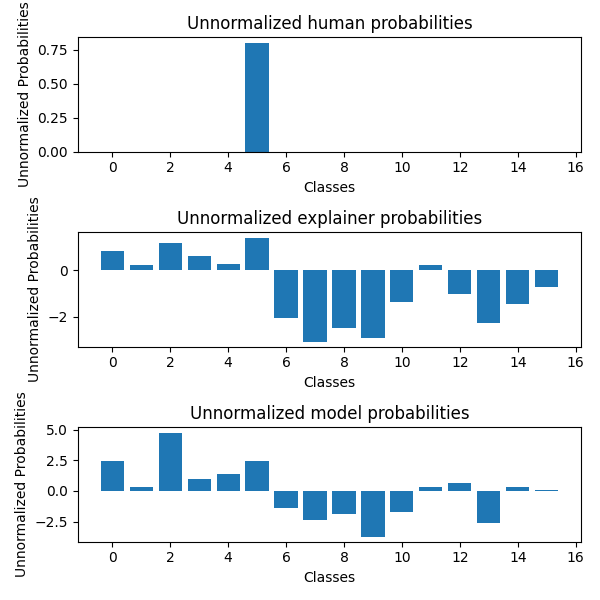 Unnormalized human probabilities
Unnormalized Probabilities
0.75
0.50
0.25
0.00
0 2 4 6 8 10 12 14 16
Classes
Unnormalized explainer probabilities
Unnormalized Probabilities
0
−2
0 2 4 6 8 10 12 14 16
Classes
Unnormalized model probabilities
Unnormalized Probabilities
5.0
2.5
0.0
−2.5
0 2 4 6 8 10 12 14 16
Classes